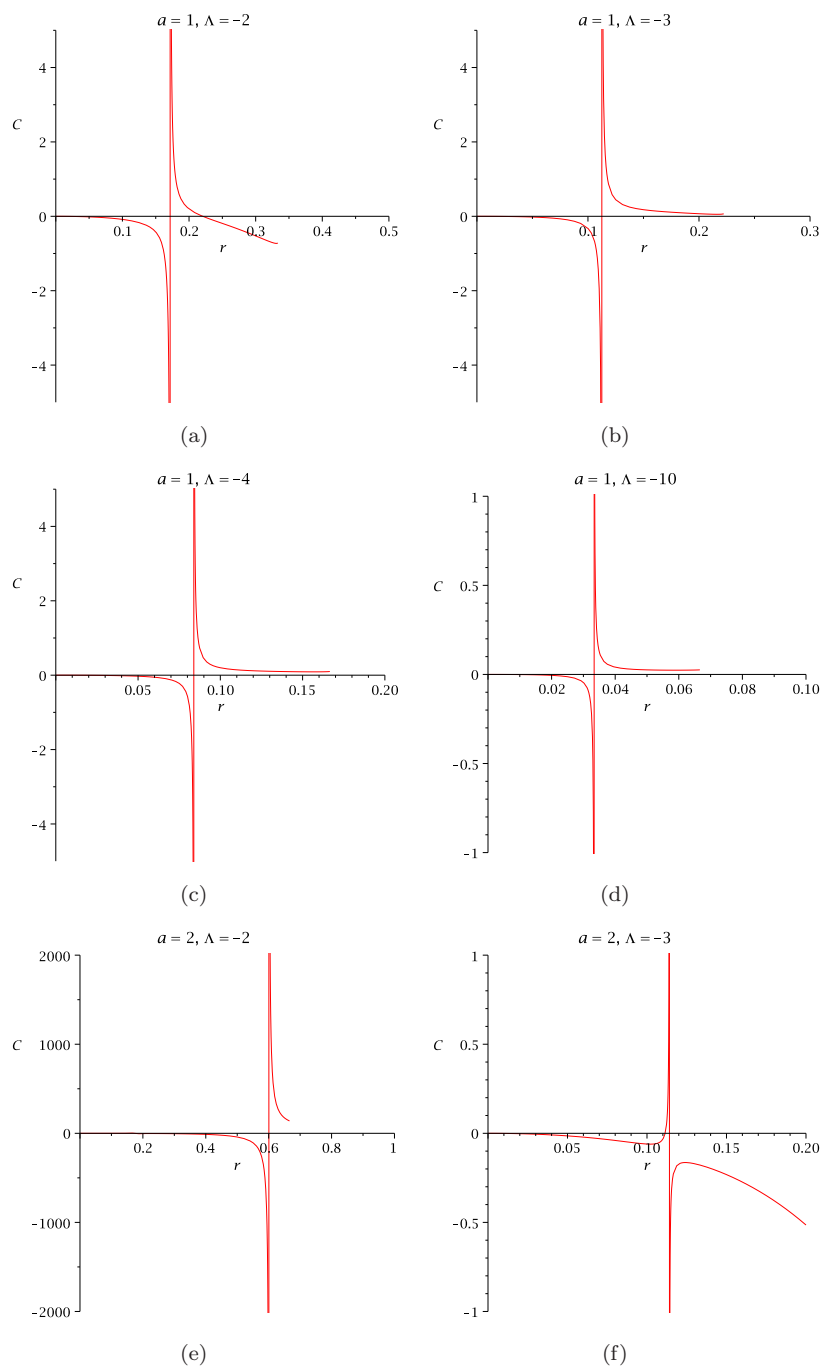 a = 1, Λ = −2
4
2
C
0
−2
−4
0.1 0.2 0.3 0.4 0.5
r
(a)
a = 1, Λ = −3
4
2
C
0
−2
−4
0.1 0.2 0.3
r
(b)
a = 1, Λ = −4
4
2
C
0
−2
−4
0.05 0.10 0.15 0.20
r
(c)
a = 1, Λ = −10
1
0.5
C
0
−0.5
−1
0.02 0.04 0.06 0.08 0.10
r
(d)
a = 2, Λ = −2
2000
1000
C
0
−1000
−2000
0.2 0.4 0.6 0.8 1
r
(e)
a = 2, Λ = −3
1
0.5
C
0
−0.5
−1
0.05 0.10 0.15 0.20
r
(f)